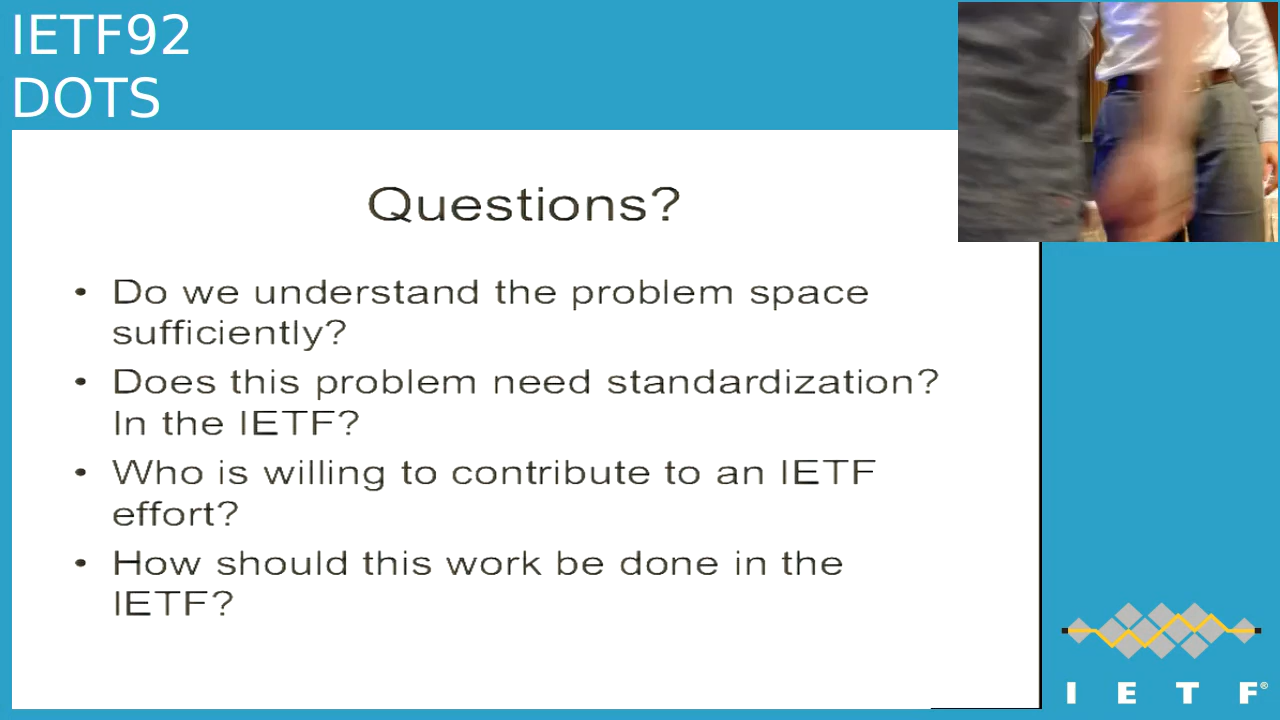 IETF92
DOTS
Questions?
• Do we understand the problem space
sufficiently?
• Does this problem need standardization?
In the IETF?
• Who is willing to contribute to an IETF
effort?
• How should this work be done in the
IETF?
I E T F®